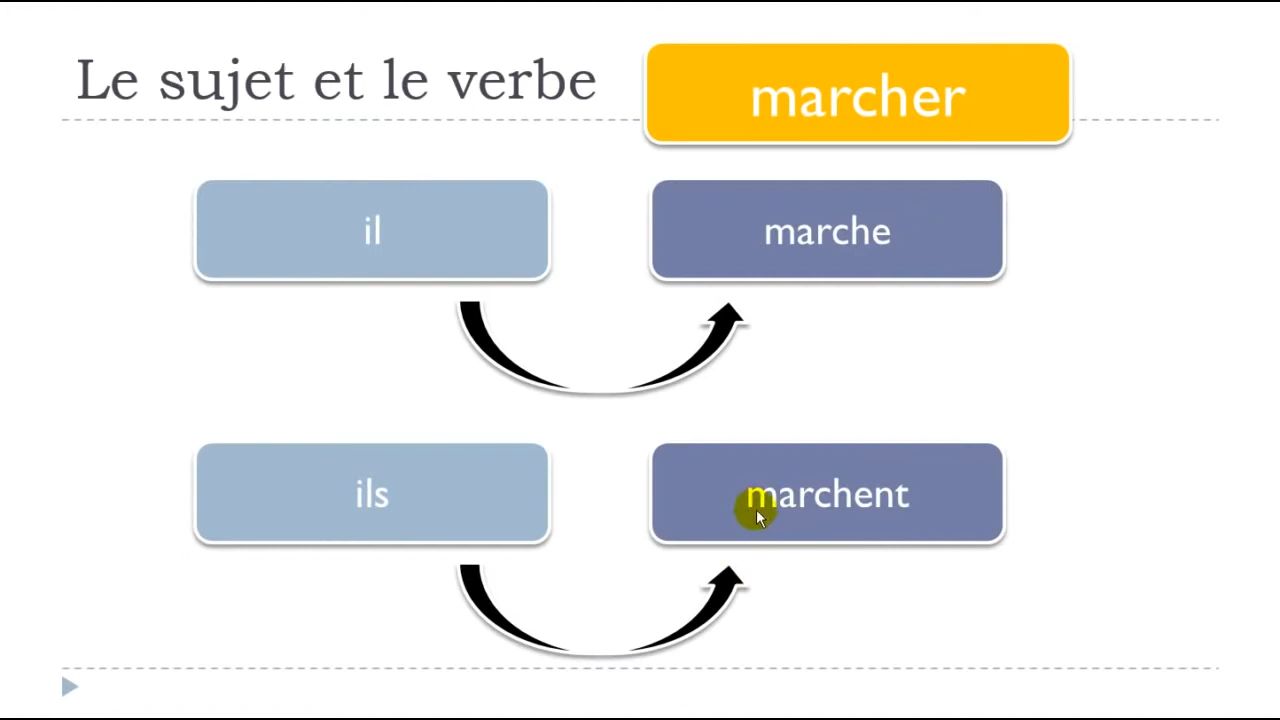 Le sujet et le verbe
marcher
il
marche
ils
marchent